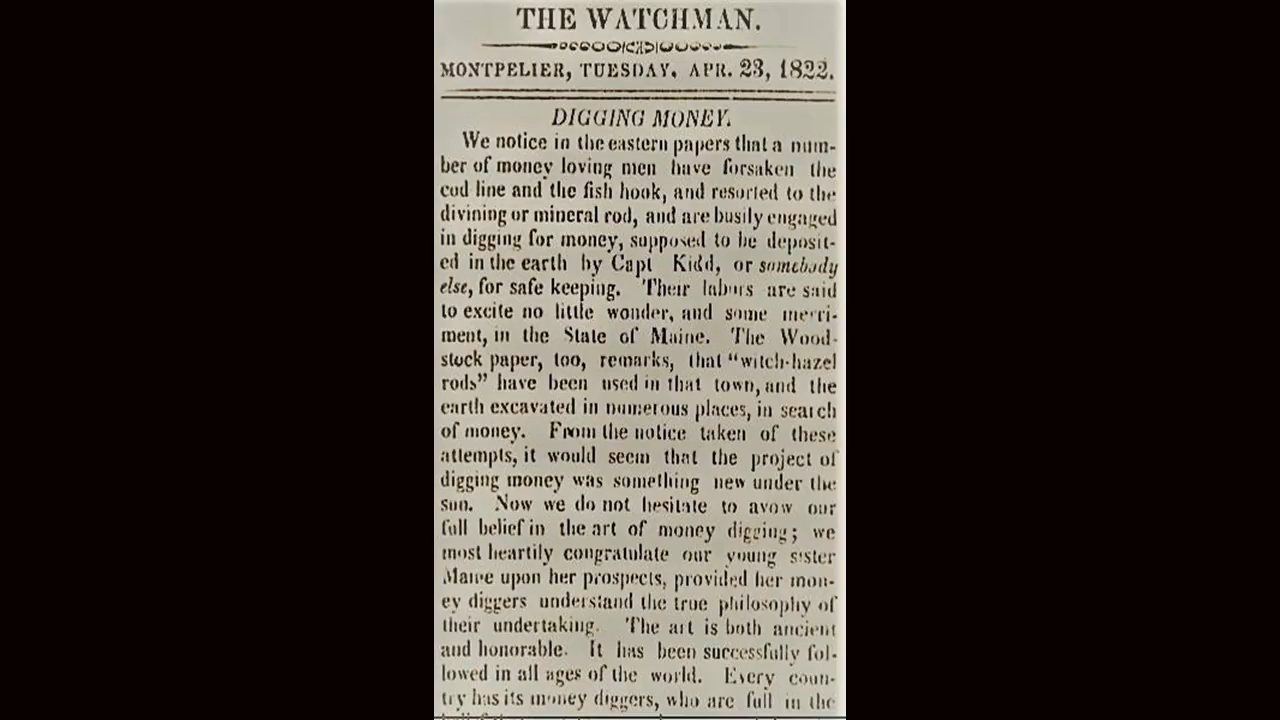 THE WATCHMAN.
MONTPELIER, TUESDAY, APR. 23, 1822.
DIGGING MONEY.
We notice in the eastern papers that a num-
ber of money loving men have forsaken the
cod line and the fish hook, and resorted to the
divining or mineral rod, and are busily engaged
in digging for money, supposed to be deposit-
ed in the earth by Capt Kidd, or somebody
else, for safe keeping. Their labors are said
to excite no little wonder, and some merri-
ment, in the State of Maine. The Wood-
stock paper, too, remarks, that "witch-hazel
rods" have been used in that town, and the
earth excavated in numerous places, in search
of money. From the notice taken of these
attempts, it would seem that the project of
digging money was something new under the
sun. Now we do not hesitate to avow our
full belief in the art of money digging; we
most heartily congratulate our young sister
Maine upon her prospects, provided her mon-
ey diggers understand the true philosophy of
their undertaking. The art is both ancient
and honorable. It has been successfully fol-
lowed in all ages of the world. Every coun-
try has its money diggers, who are full in the